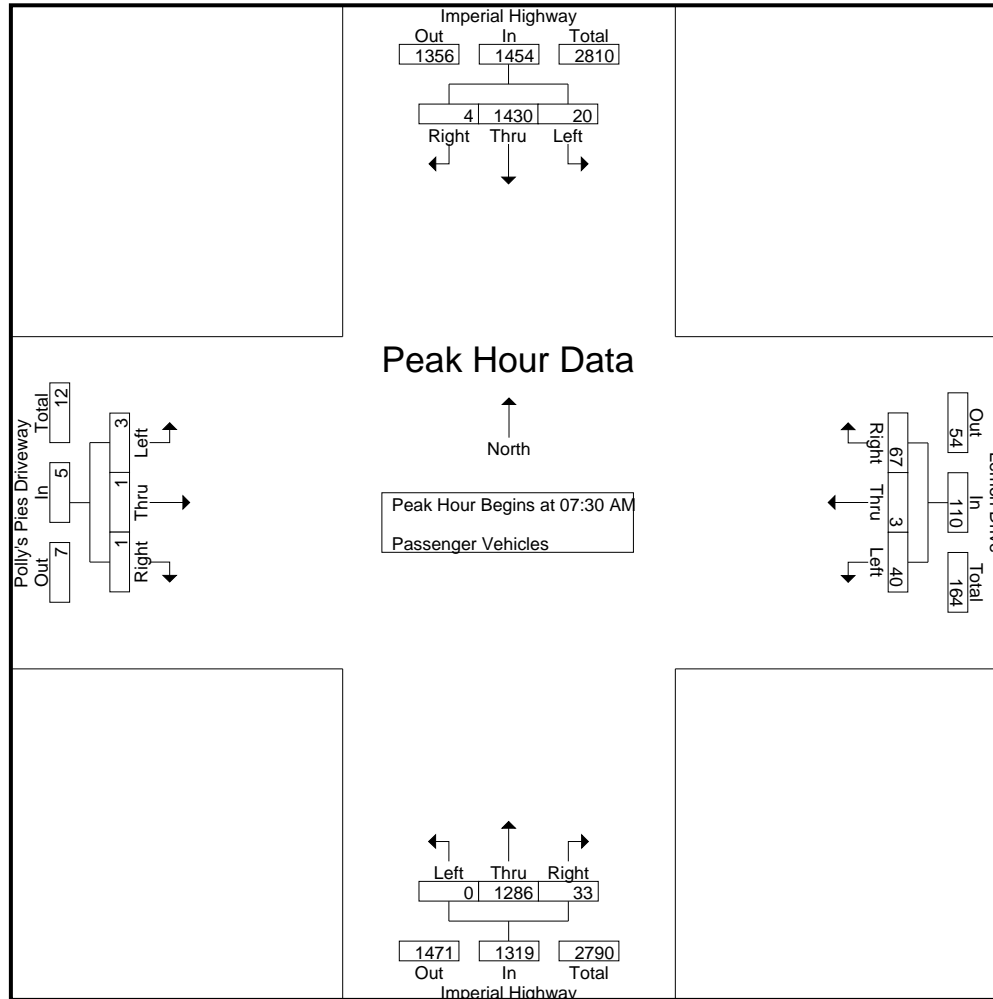 Imperial Highway
Out In Total
1356 1454 2810
4 1430 20
Right Thru Left
Peak Hour Data
North
Peak Hour Begins at 07:30 AM
Passenger Vehicles
Polly's Pies Driveway
Out In Total
7 5 12
3 1 1
Left Thru Right
Drive
Out In Total
54 110 164
67 3 40
Right Thru Left
Left Thru Right
0 1286 33
1471 1319 2790
Out In Total
Imperial Highway